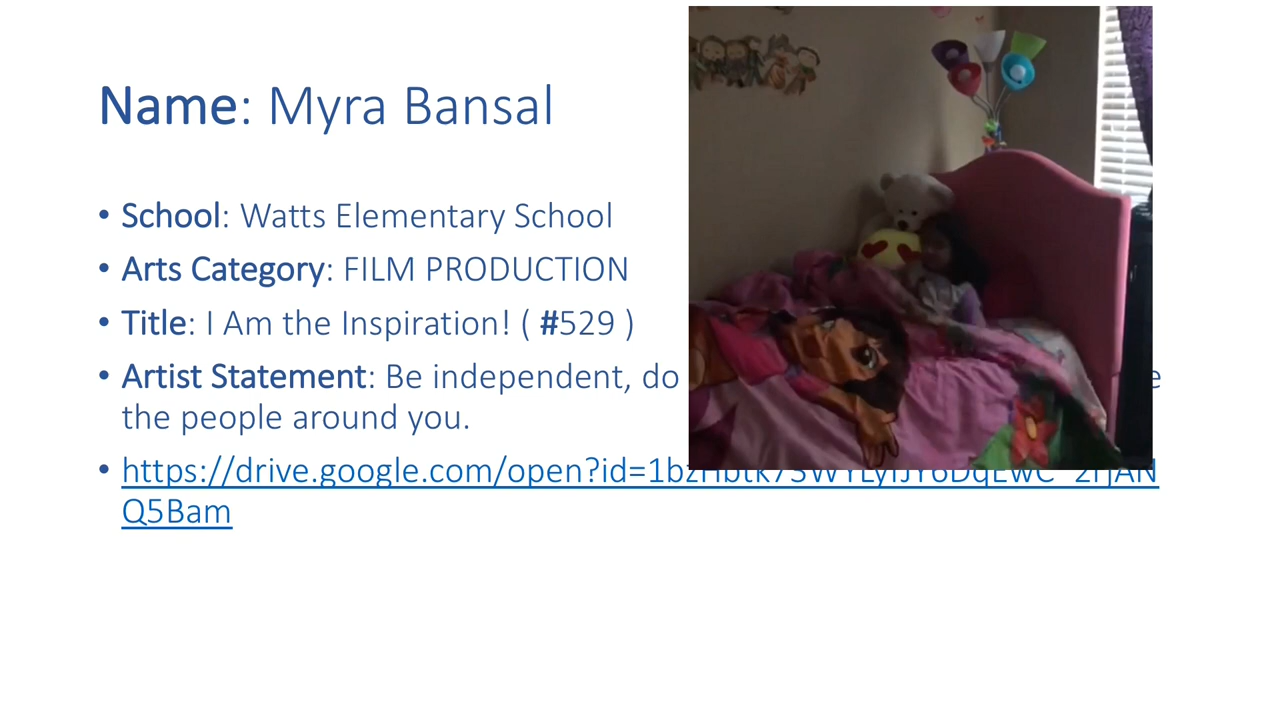 Name: Myra Bansal
• School: Watts Elementary School
• Arts Category: FILM PRODUCTION
• Title: I Am the Inspiration! ( #529 )
• Artist Statement: Be independent, do
the people around you.
• https://drive.google.com/open?id=
Q5Bam